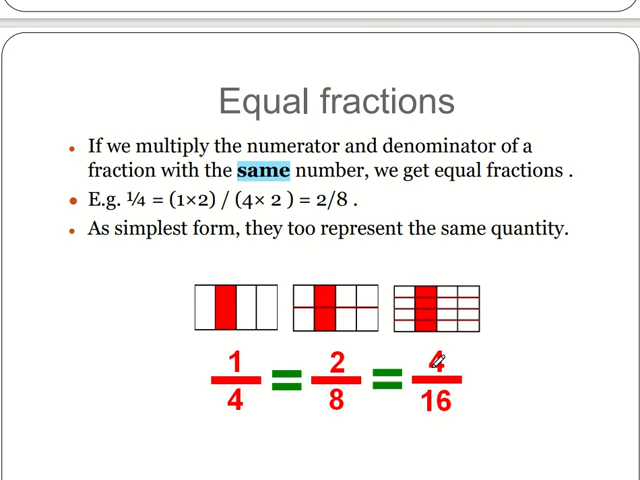 Equal fractions
If we multiply the numerator and denominator of a
fraction with the same number, we get equal fractions .
E.g. ¼ = (1×2) / (4× 2 ) = 2/8 .
As simplest form, they too represent the same quantity.
1 = 2 = 4
4 8 16